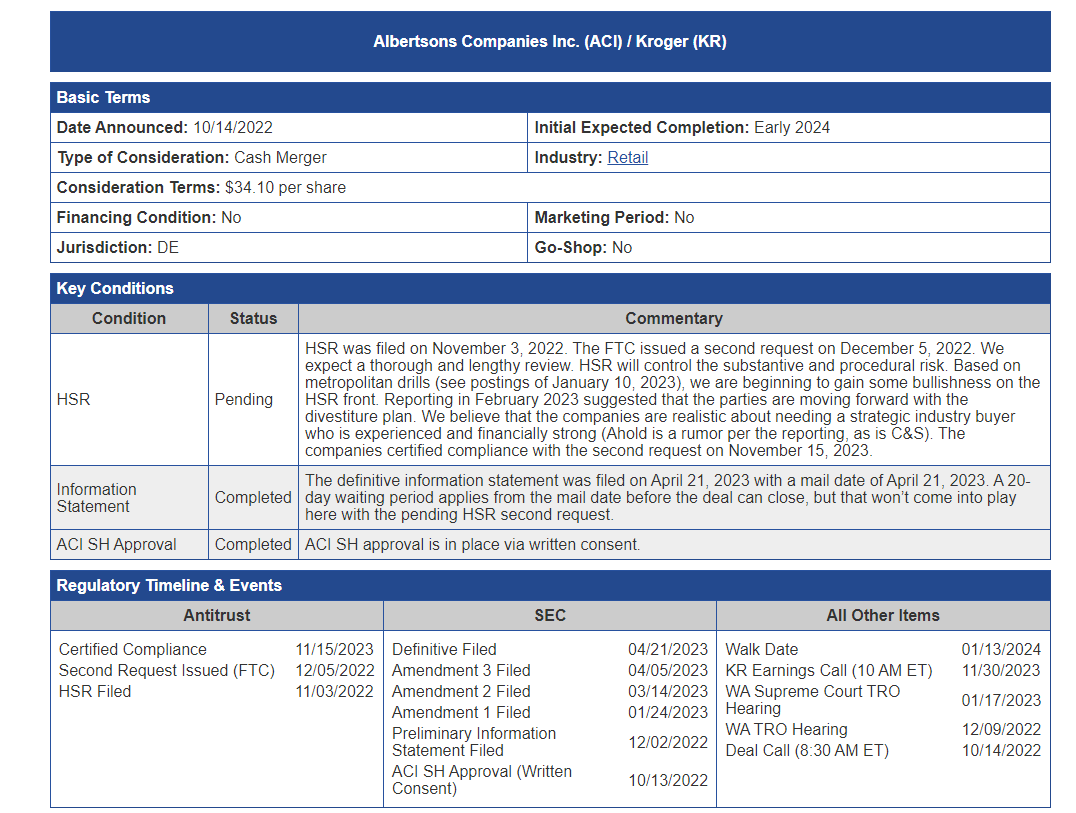 Albertsons Companies Inc. (ACI) / Kroger (KR)
Basic Terms
Date Announced: 10/14/2022
Initial Expected Completion: Early 2024
Type of Consideration: Cash Merger
Industry: Retail
Consideration Terms: $34.10 per share
Financing Condition: No
Marketing Period: No
Jurisdiction: DE
Go-Shop: No
Key Conditions
Condition
Status
Commentary
HSR
Pending
HSR was filed on November 3, 2022. The FTC issued a second request on December 5, 2022. We
expect a thorough and lengthy review. HSR will control the substantive and procedural risk. Based on
metropolitan drills (see postings of January 10, 2023), we are beginning to gain some bullishness on the
HSR front. Reporting in February 2023 suggested that the parties are moving forward with the
divestiture plan. We believe that the companies are realistic about needing a strategic industry buyer
who is experienced and financially strong (Ahold is a rumor per the reporting, as is C&S). The
companies certified compliance with the second request on November 15, 2023.
Information
Statement
Completed
The definitive information statement was filed on April 21, 2023 with a mail date of April 21, 2023. A 20-
day waiting period applies from the mail date before the deal can close, but that won't come into play
here with the pending HSR second request.
ACI SH Approval
Completed
ACI SH approval is in place via written consent.
Regulatory Timeline & Events
Antitrust
SEC
All Other Items
Certified Compliance 11/15/2023
Second Request Issued (FTC) 12/05/2022
HSR Filed 11/03/2022
Definitive Filed 04/21/2023
Amendment 3 Filed 04/05/2023
Amendment 2 Filed 03/14/2023
Amendment 1 Filed 01/24/2023
Preliminary Information
Statement Filed
12/02/2022
ACI SH Approval (Written
Consent)
10/13/2022
Walk Date 01/13/2024
KR Earnings Call (10 AM ET) 11/30/2023
WA Supreme Court TRO
Hearing
01/17/2023
WA TRO Hearing 12/09/2022
Deal Call (8:30 AM ET) 10/14/2022